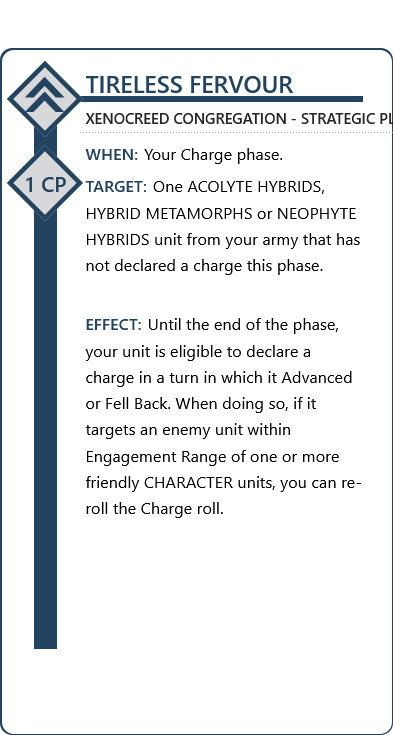 TIRELESS FERVOUR
XENOCREED CONGREGATION - STRATEGIC PL
1 CP
WHEN: Your Charge phase.
TARGET: One ACOLYTE HYBRIDS,
HYBRID METAMORPHS or NEOPHYTE
HYBRIDS unit from your army that has
not declared a charge this phase.
EFFECT: Until the end of the phase,
your unit is eligible to declare a
charge in a turn in which it Advanced
or Fell Back. When doing so, if it
targets an enemy unit within
Engagement Range of one or more
friendly CHARACTER units, you can re-
roll the Charge roll.